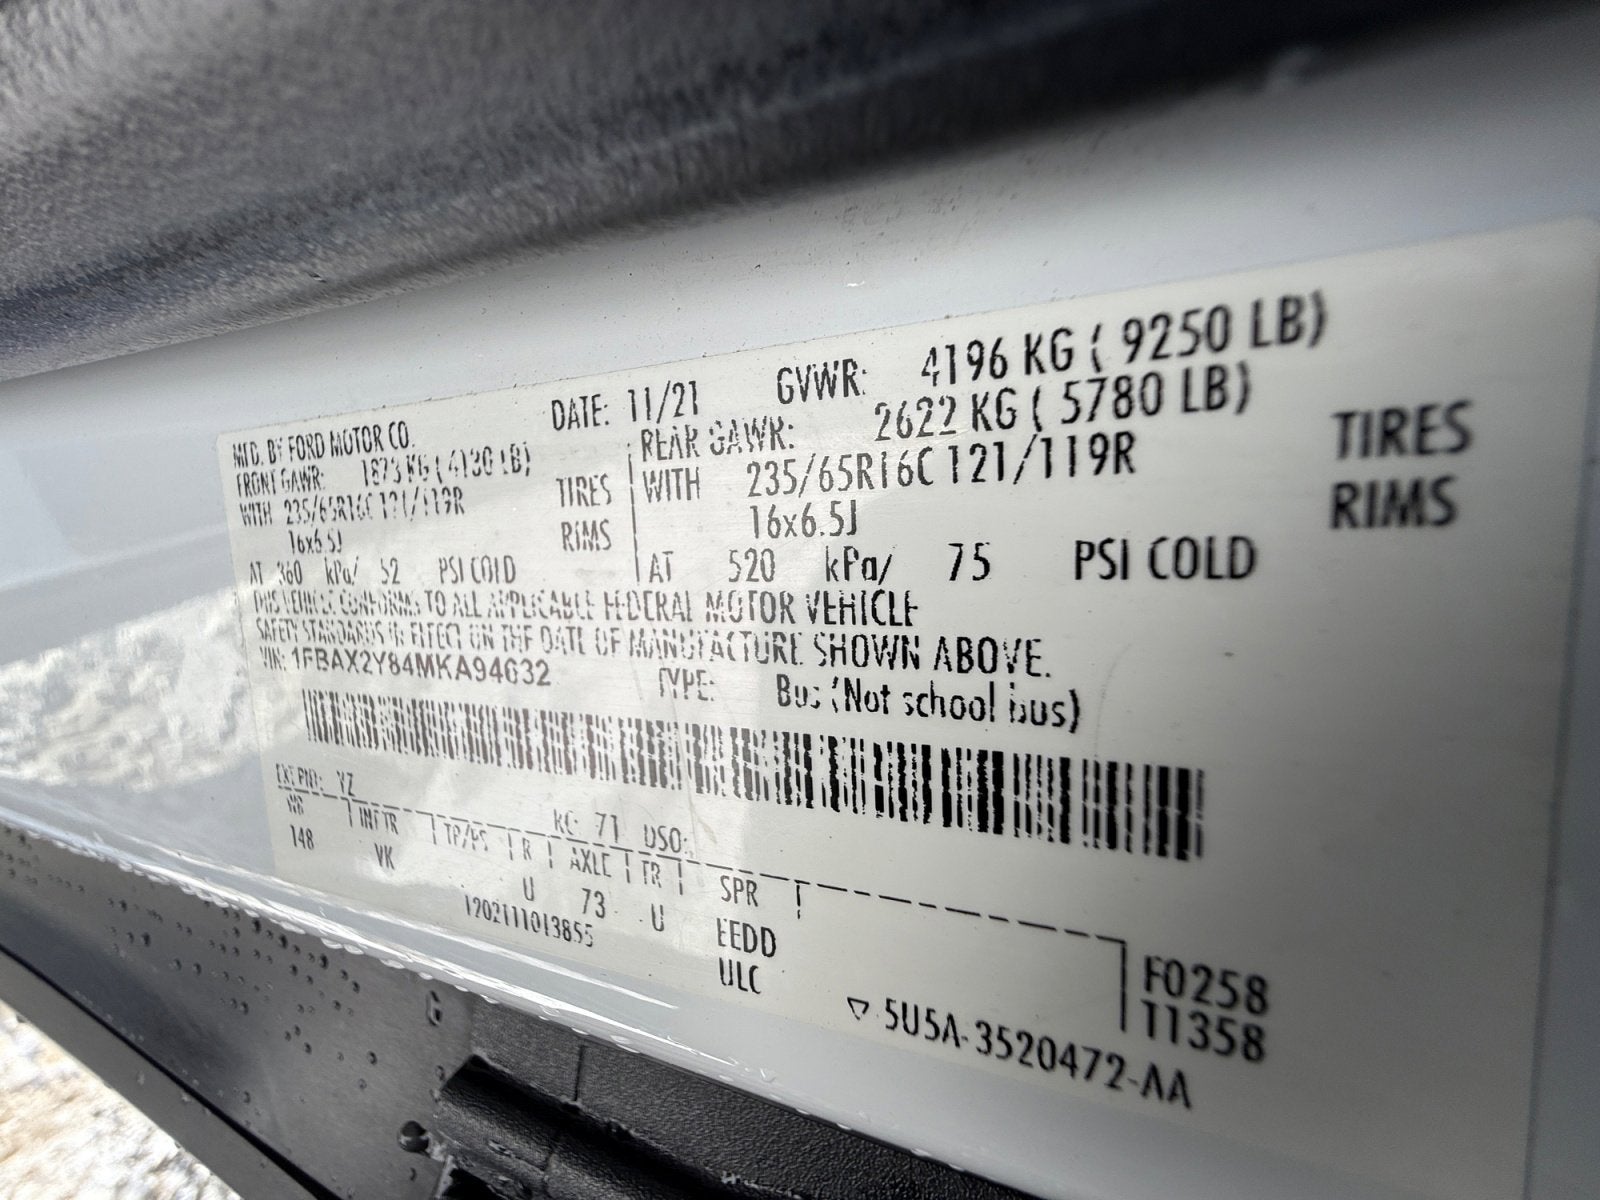 MFD. BY FORD MOTOR CO. DATE: 11/21 GVWR: 4196 KG ( 9250 LB)
FRONT GAWR: 1873 KG ( 4130 LB) REAR GAWR: 2622 KG ( 5780 LB)
WITH 235/65R16C 121/119R TIRES WITH 235/65R16C 121/119R TIRES
16x6.5J RIMS 16x6.5J RIMS
AT 360 kPa/ 52 PSI COLD AT 520 kPa/ 75 PSI COLD
THIS VEHICLE CONFORMS TO ALL APPLICABLE FEDERAL MOTOR VEHICLE
SAFETY STANDARDS IN EFFECT ON THE DATE OF MANUFACTURE SHOWN ABOVE.
VIN: 1FBAX2Y84MKA94632 TYPE: Bus (Not school bus)
EXT PNT: YZ RC: 71 DSO:
WB INT TR TP/PS R AXLE TR SPR
148 VK U 73 U EEDD
ULC
1202111013855
F0258
11358
5U5A-3520472-AA